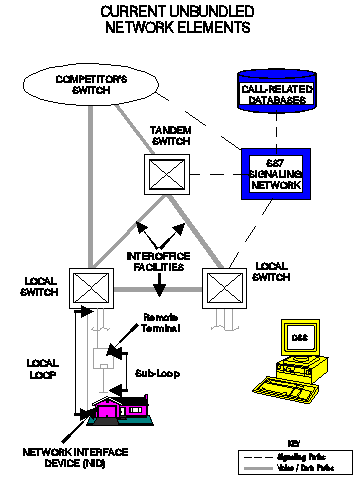 CURRENT UNBUNDLED
NETWORK ELEMENTS
COMPETITOR'S
SWITCH
CALL-RELATED
DATABASES
TANDEM
SWITCH
SS7
SIGNALING
NETWORK
INTEROFFICE
FACILITIES
LOCAL
SWITCH
LOCAL
SWITCH
Remote
Terminal
OSS
LOCAL
LOOP
Sub-Loop
NETWORK INTERFACE
DEVICE (NID)
KEY
Signaling Paths
Voice / Data Paths